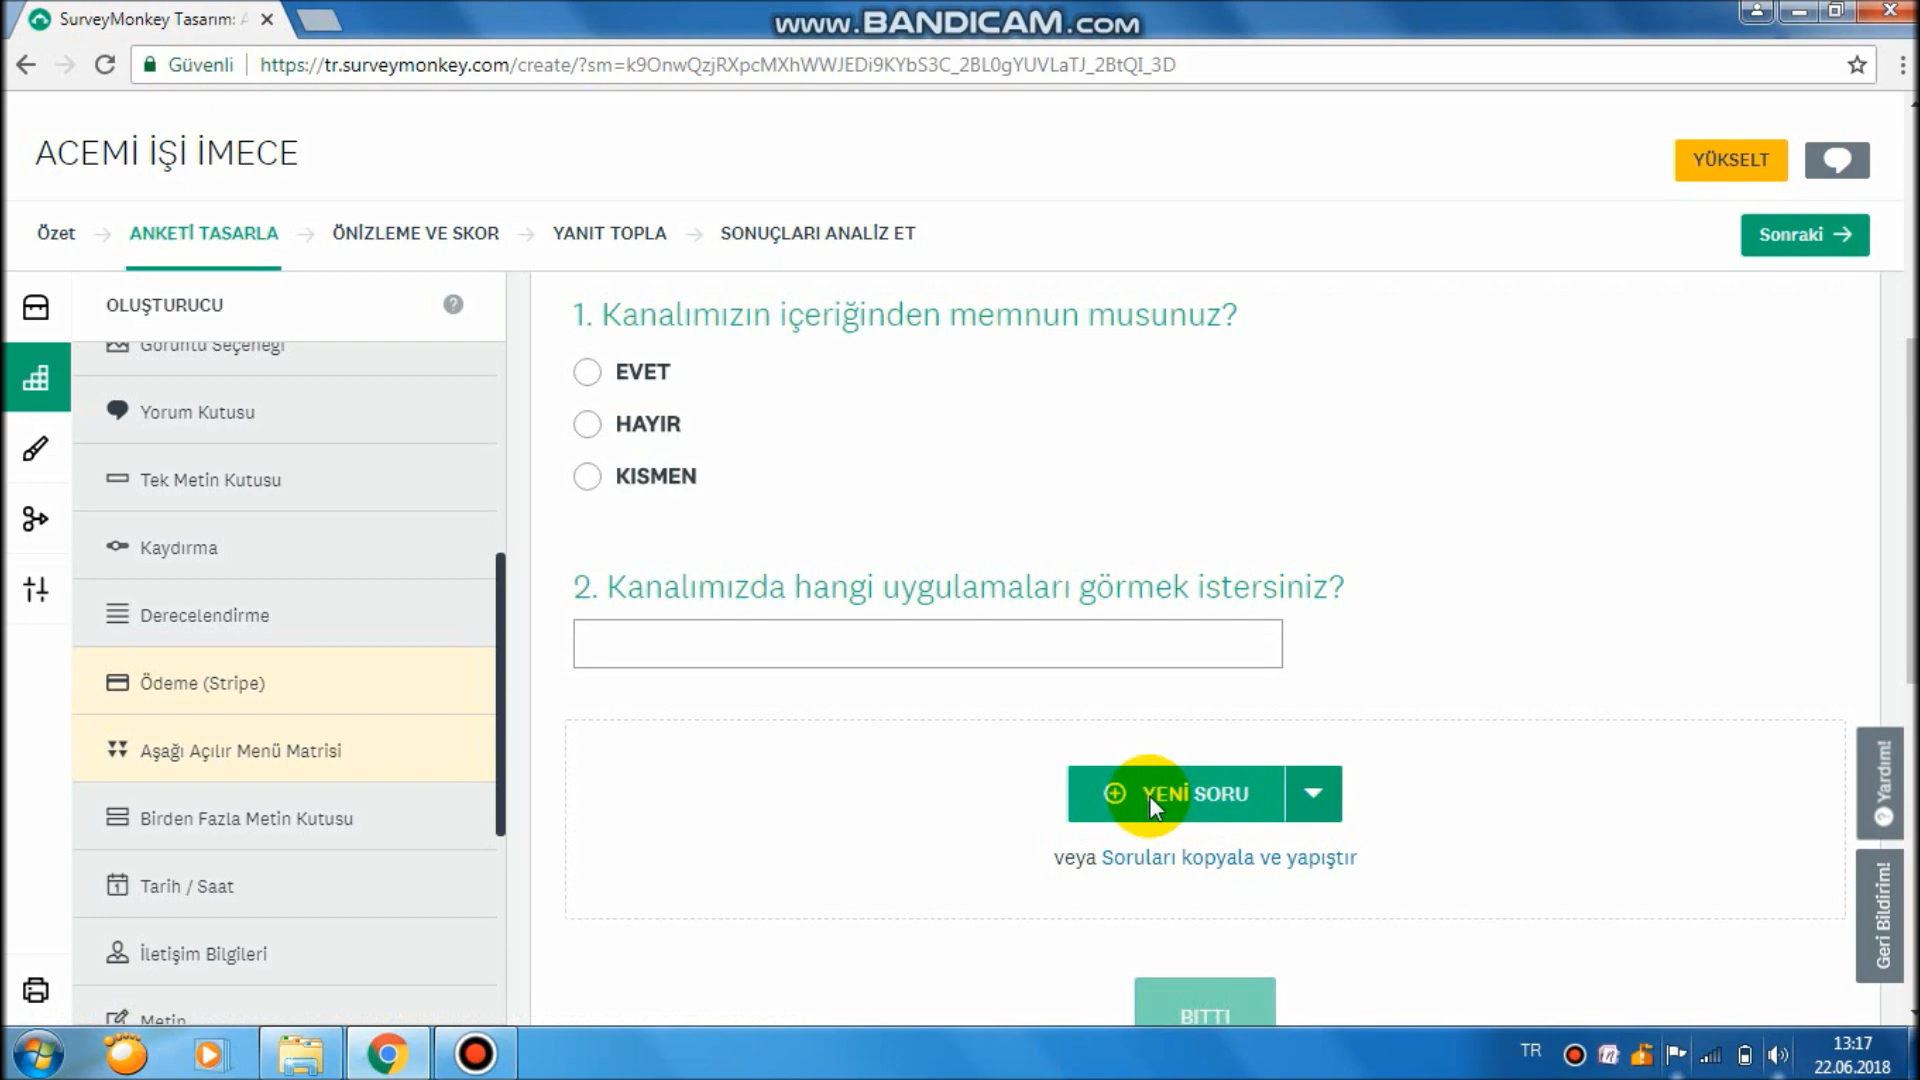 SurveyMonkey Tasarım: A
www.BANDICAM.com
Güvenli
https://tr.surveymonkey.com/create/?sm=k9OnwQzjRXpcMXhWWJEDi9KYbS3C_2BL0gYUVLaTJ_2BtQI_3D
ACEMİ İŞİ İMECE
YÜKSELT
Özet
ANKETİ TASARLA
ÖNİZLEME VE SKOR
YANIT TOPLA
SONUÇLARI ANALİZ ET
Sonraki
OLUŞTURUCU
Görüntü Seçeneği
Yorum Kutusu
Tek Metin Kutusu
Kaydırma
Derecelendirme
Ödeme (Stripe)
Aşağı Açılır Menü Matrisi
Birden Fazla Metin Kutusu
Tarih / Saat
İletişim Bilgileri
Metin
1. Kanalımızın içeriğinden memnun musunuz?
EVET
HAYIR
KISMEN
2. Kanalımızda hangi uygulamaları görmek istersiniz?
YENİ SORU
veya Soruları kopyala ve yapıştır
BITTI
Yardım!
Geri Bildirim!
TR
13:17
22.06.2018